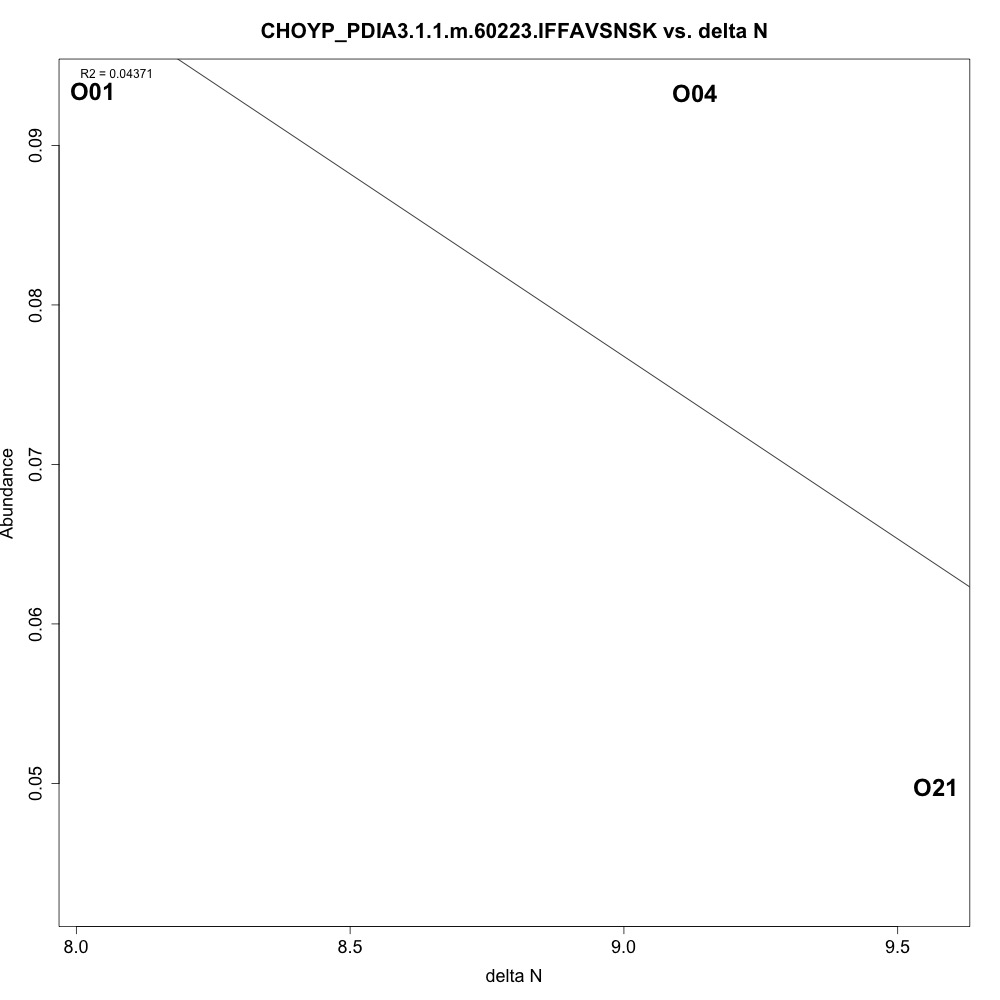 CHOYP_PDIA3.1.1.m.60223.IFFAVSNSK vs. delta N
R2 = 0.04371
O01
O04
O21
0.09
0.08
0.07
0.06
0.05
Abundance
8.0 8.5 9.0 9.5
delta N